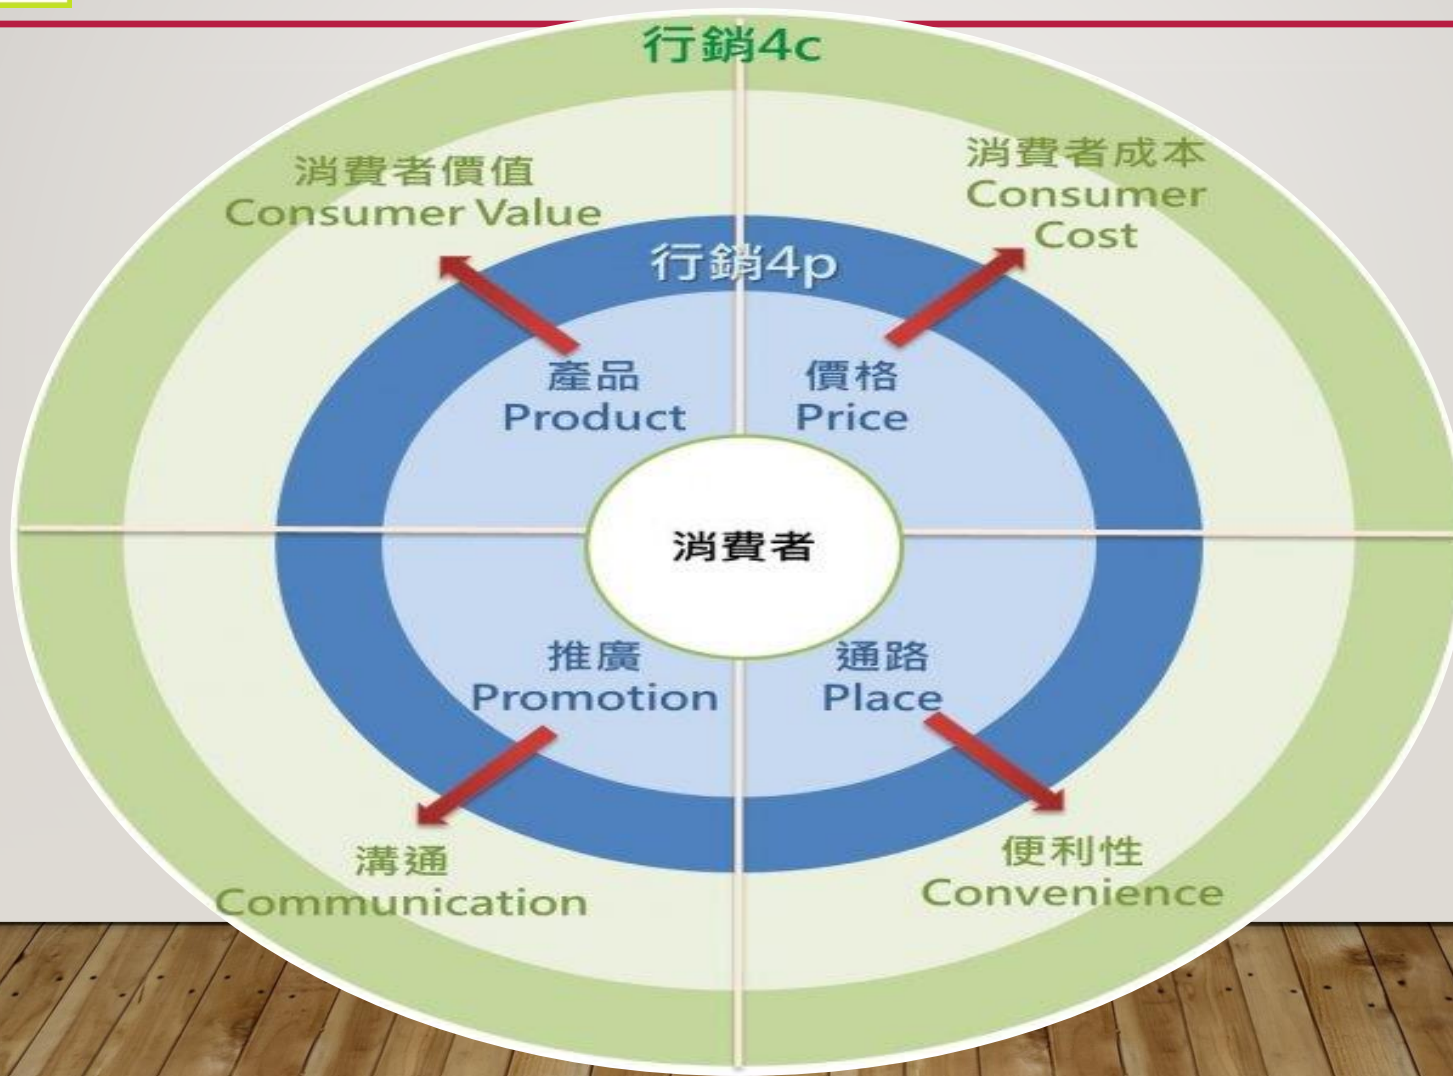 行銷4c
消費者價值
Consumer Value
消費者成本
Consumer
Cost
行銷4p
產品
Product
價格
Price
消費者
推廣
Promotion
通路
Place
溝通
Communication
便利性
Convenience